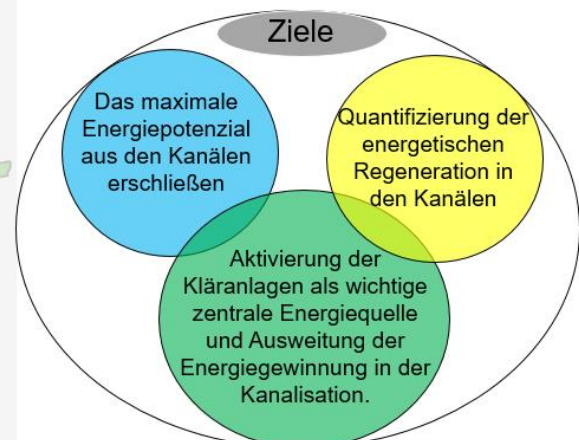 Ziele
Das maximale
Energiepotenzial
aus den Kanälen
erschließen
Quantifizierung der
energetischen
Regeneration in
den Kanälen
Aktivierung der
Kläranlagen als wichtige
zentrale Energiequelle
und Ausweitung der
Energiegewinnung in der
Kanalisation.